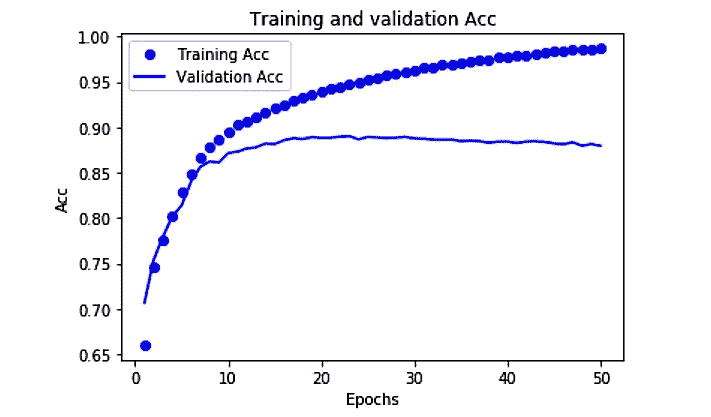 Training and validation Acc
1.00
0.95
0.90
0.85
0.80
0.75
0.70
0.65
Acc
Training Acc
Validation Acc
0 10 20 30 40 50
Epochs